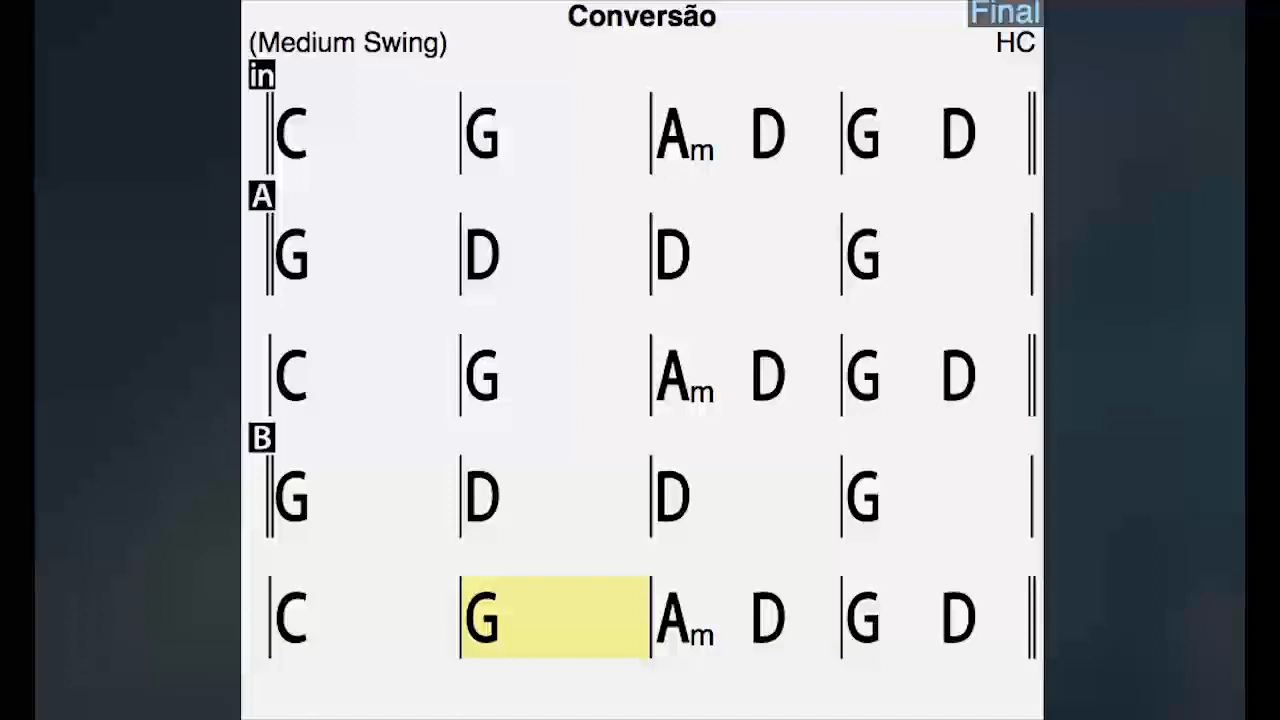 Conversão
Final
(Medium Swing)
HC
in
C G Am D G D
A
G D D G
C G Am D G D
B
G D D G
C G Am D G D